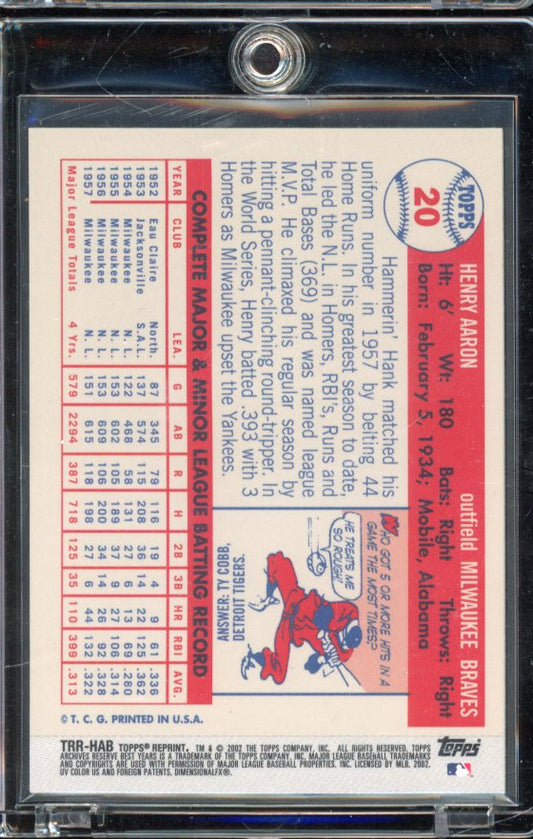 TOPPS
20
HENRY AARON
outfield MILWAUKEE BRAVES
Ht: 6' Wt: 180 Bats: Right Throws: Right
Born: February 5, 1934; Mobile, Alabama
Hammerin' Hank matched his
uniform number in 1957 by belting 44
Home Runs. In his greatest season to date,
he led the N.L. in Homers, RBI's, Runs and
Total Bases (369) and was named league
M.V.P. He climaxed his regular season by
hitting a pennant-clinching round-tripper. In
the World Series, Henry batted .393 with 3
Homers as Milwaukee upset the Yankees.
WHO GOT 5 OR MORE HITS IN A
GAME THE MOST TIMES?
HE TREATS ME
SO ROUGH!
ANSWER: TY COBB,
DETROIT TIGERS.
COMPLETE MAJOR & MINOR LEAGUE BATTING RECORD
YEAR CLUB LEA. G AB R H 2B 3B HR RBI AVG.
1952 Eau Claire North. 87 345 79 116 19 4 9 61 .336
1953 Jacksonville S.A.L. 137 574 115 208 36 14 22 125 .362
1954 Milwaukee N. L. 122 468 58 131 27 6 13 69 .280
1955 Milwaukee N. L. 153 602 105 189 37 9 27 106 .314
1956 Milwaukee N. L. 153 609 106 200 34 14 26 92 .328
1957 Milwaukee N. L. 151 615 118 198 27 6 44 132 .322
Major League Totals 4 Yrs. 579 2294 387 718 125 35 110 399 .313
© T. C. G. PRINTED IN U.S.A.
TRR-HAB TOPPS® REPRINT. TM & © 2002 THE TOPPS COMPANY, INC. ALL RIGHTS RESERVED. TOPPS
ARCHIVES RESERVE BEST YEARS IS A TRADEMARK OF THE TOPPS COMPANY, INC. MAJOR LEAGUE BASEBALL TRADEMARKS
AND COPYRIGHTS ARE USED WITH PERMISSION OF MAJOR LEAGUE BASEBALL PROPERTIES, INC. LICENSED BY MLB, 2002.
UV COLOR US AND FOREIGN PATENTS, DIMENSIONALFX®.
Topps